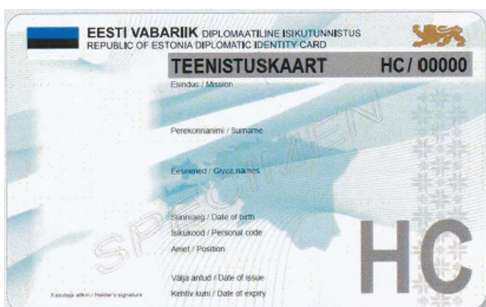 EESTI VABARIIK DIPLOMAATILINE ISIKUTUNNISTUS
REPUBLIC OF ESTONIA DIPLOMATIC IDENTITY CARD
TEENISTUSKAART HC / 00000
Esindus / Mission
Perekonnanimi / Surname
Eesnimed / Given names
Sünniaeg / Date of birth
Isikukood / Personal code
Amet / Position
Välja antud / Date of issue
Kehtiv kuni / Date of expiry
Kasutaja allkiri / Holder's signature
HC
SPECIMEN